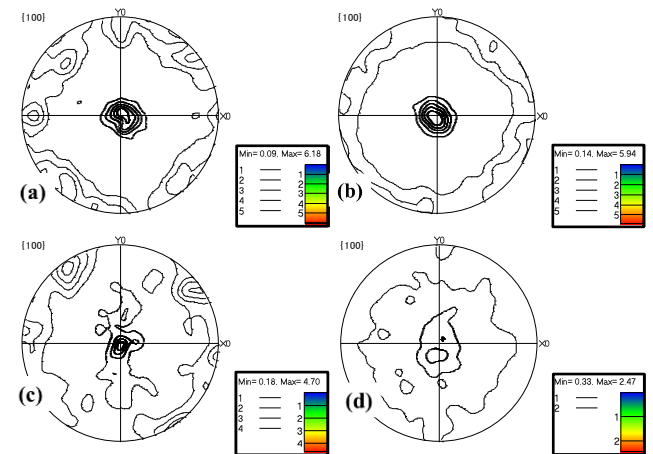 {100}
Y0
X0
(a)
Min= 0.09. Max= 6.18
1
2
3
4
5
1
2
3
4
5
{100}
Y0
X0
(b)
Min= 0.14. Max= 5.94
1
2
3
4
5
1
2
3
4
5
{100}
Y0
X0
(c)
Min= 0.18. Max= 4.70
1
2
3
4
1
2
3
4
{100}
Y0
X0
(d)
Min= 0.33. Max= 2.47
1
2
1
2